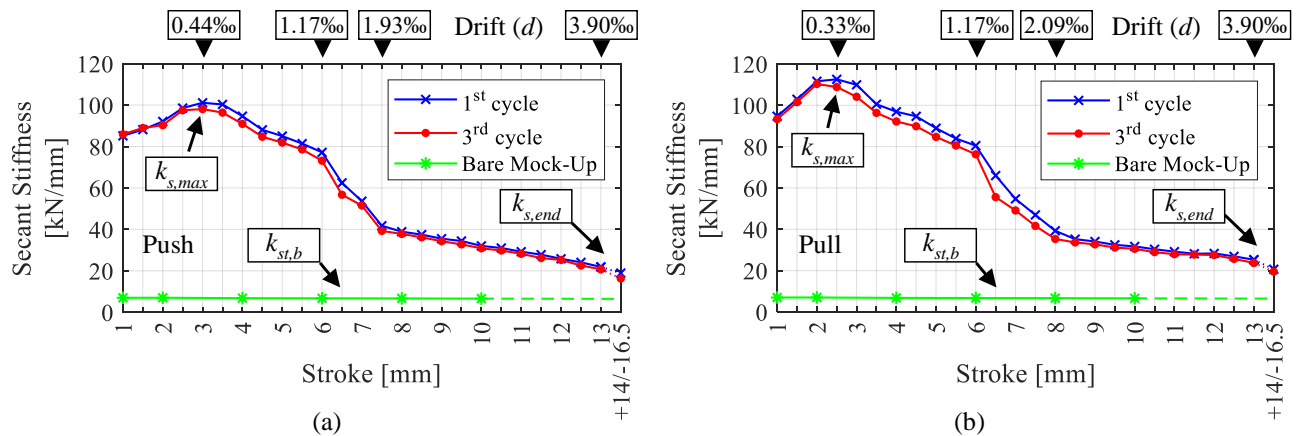 0.44‰ 1.17‰ 1.93‰ Drift (d) 3.90‰
120
100
80
60
40
20
0
Secant Stiffness
[kN/mm]
1st cycle
3rd cycle
Bare Mock-Up
ks,max
ks,end
kst,b
Push
1 2 3 4 5 6 7 8 9 10 11 12 13 +14/-16.5
Stroke [mm]
(a)
0.33‰ 1.17‰ 2.09‰ Drift (d) 3.90‰
120
100
80
60
40
20
0
Secant Stiffness
[kN/mm]
1st cycle
3rd cycle
Bare Mock-Up
ks,max
ks,end
kst,b
Pull
1 2 3 4 5 6 7 8 9 10 11 12 13 +14/-16.5
Stroke [mm]
(b)